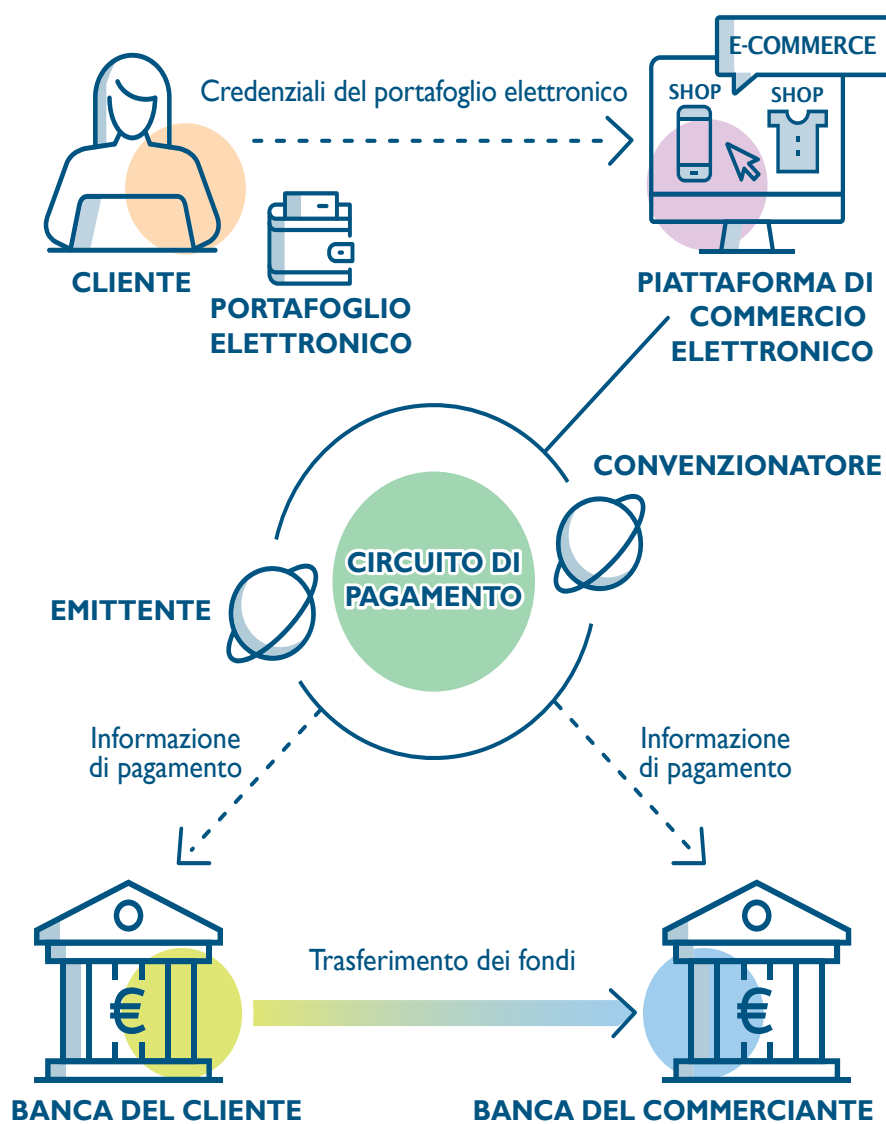 E-COMMERCE
Credenziali del portafoglio elettronico
SHOP
SHOP
CLIENTE
PORTAFOGLIO
ELETTRONICO
PIATTAFORMA DI
COMMERCIO
ELETTRONICO
CONVENZIONATORE
CIRCUITO DI
PAGAMENTO
EMITTENTE
Informazione
di pagamento
Informazione
di pagamento
€
Trasferimento dei fondi
€
BANCA DEL CLIENTE
BANCA DEL COMMERCIANTE